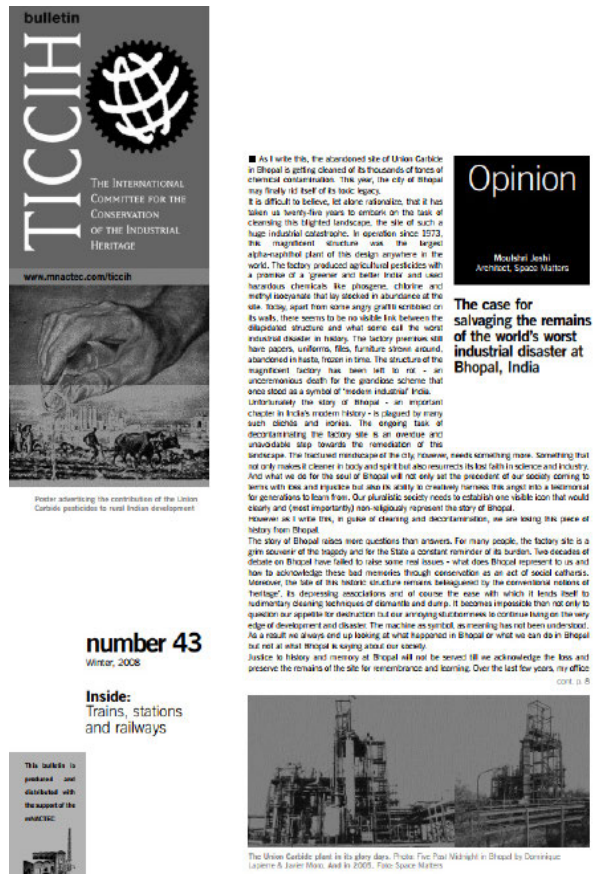 bulletin
TICCIH
THE INTERNATIONAL
COMMITTEE FOR THE
CONSERVATION
OF THE INDUSTRIAL
HERITAGE
www.mnactec.com/ticcih
Poster advertising the contribution of the Union
Carbide pesticides to rural Indian development
number 43
Winter, 2008
Inside:
Trains, stations
and railways
This bulletin is
produced and
distributed with
the support of the
mNACTEC
■ As I write this, the abandoned site of Union Carbide
in Bhopal is getting cleaned of its thousands of tones of
chemical contamination. This year, the city of Bhopal
may finally rid itself of its toxic legacy.
It is difficult to believe, let alone rationalize, that it has
taken us twenty-five years to embark on the task of
cleansing this blighted landscape, the site of such a
huge industrial catastrophe. In operation since 1973,
this magnificent structure was the largest
alpha-naphthol plant of this design anywhere in the
world. The factory produced agricultural pesticides with
a promise of a 'greener and better India' and used
hazardous chemicals like phosgene, chlorine and
methyl isocyanate that lay stocked in abundance at the
site. Today, apart from some angry graffiti scribbled on
its walls, there seems to be no visible link between the
dilapidated structure and what some call the worst
industrial disaster in history. The factory premises still
have papers, uniforms, files, furniture strewn around,
abandoned in haste, frozen in time. The structure of the
magnificent factory has been left to rot - an
unceremonious death for the grandiose scheme that
once stood as a symbol of "modern industrial" India.
Unfortunately the story of Bhopal - an important
chapter in India's modern history - is plagued by many
such clichés and ironies. The ongoing task of
decontaminating the factory site is an overdue and
unavoidable step towards the remediation of this
landscape. The fractured mindscape of the city, however, needs something more. Something that
not only makes it cleaner in body and spirit but also resurrects its lost faith in science and industry.
And what we do for the soul of Bhopal will not only set the precedent of our society coming to
terms with loss and injustice but also its ability to creatively harness this angst into a testimonial
for generations to learn from. Our pluralistic society needs to establish one visible icon that would
clearly and (most importantly) non-religiously represent the story of Bhopal.
However as I write this, in guise of cleaning and decontamination, we are losing this piece of
history from Bhopal.
The story of Bhopal raises more questions than answers. For many people, the factory site is a
grim souvenir of the tragedy and for the State a constant reminder of its burden. Two decades of
debate on Bhopal have failed to raise some real issues - what does Bhopal represent to us and
how to acknowledge these bad memories through conservation as an act of social catharsis.
Moreover, the fate of this historic structure remains beleaguered by the conventional notions of
'heritage', its depressing associations and of course the ease with which it lends itself to
rudimentary cleaning techniques of dismantle and dump. It becomes impossible then not only to
question our appetite for destruction but our annoying stubbornness to continue living on the very
edge of development and disaster. The machine as symbol, as meaning has not been understood.
As a result we always end up looking at what happened in Bhopal or what we can do in Bhopal
but not at what Bhopal is saying about our society.
Justice to history and memory at Bhopal will not be served till we acknowledge the loss and
preserve the remains of the site for remembrance and learning. Over the last few years, my office
cont. p. 8
Opinion
Moulshri Joshi
Architect, Space Matters
The case for
salvaging the remains
of the world's worst
industrial disaster at
Bhopal, India
The Union Carbide plant in its glory days. Photo: Five Past Midnight in Bhopal by Dominique
Lapierre & Javier Moro. And in 2005. Foto: Space Matters